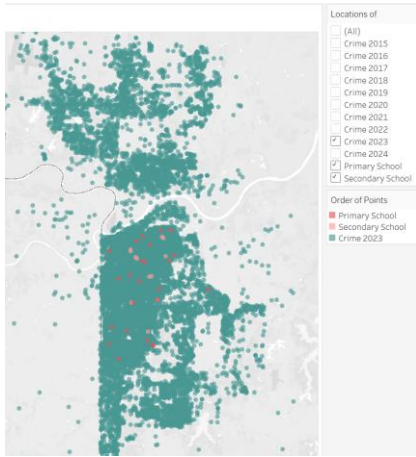 Locations of
(All)
Crime 2015
Crime 2016
Crime 2017
Crime 2018
Crime 2019
Crime 2020
Crime 2021
Crime 2022
Crime 2023
Crime 2024
Primary School
Secondary School
Order of Points
Primary School
Secondary School
Crime 2023